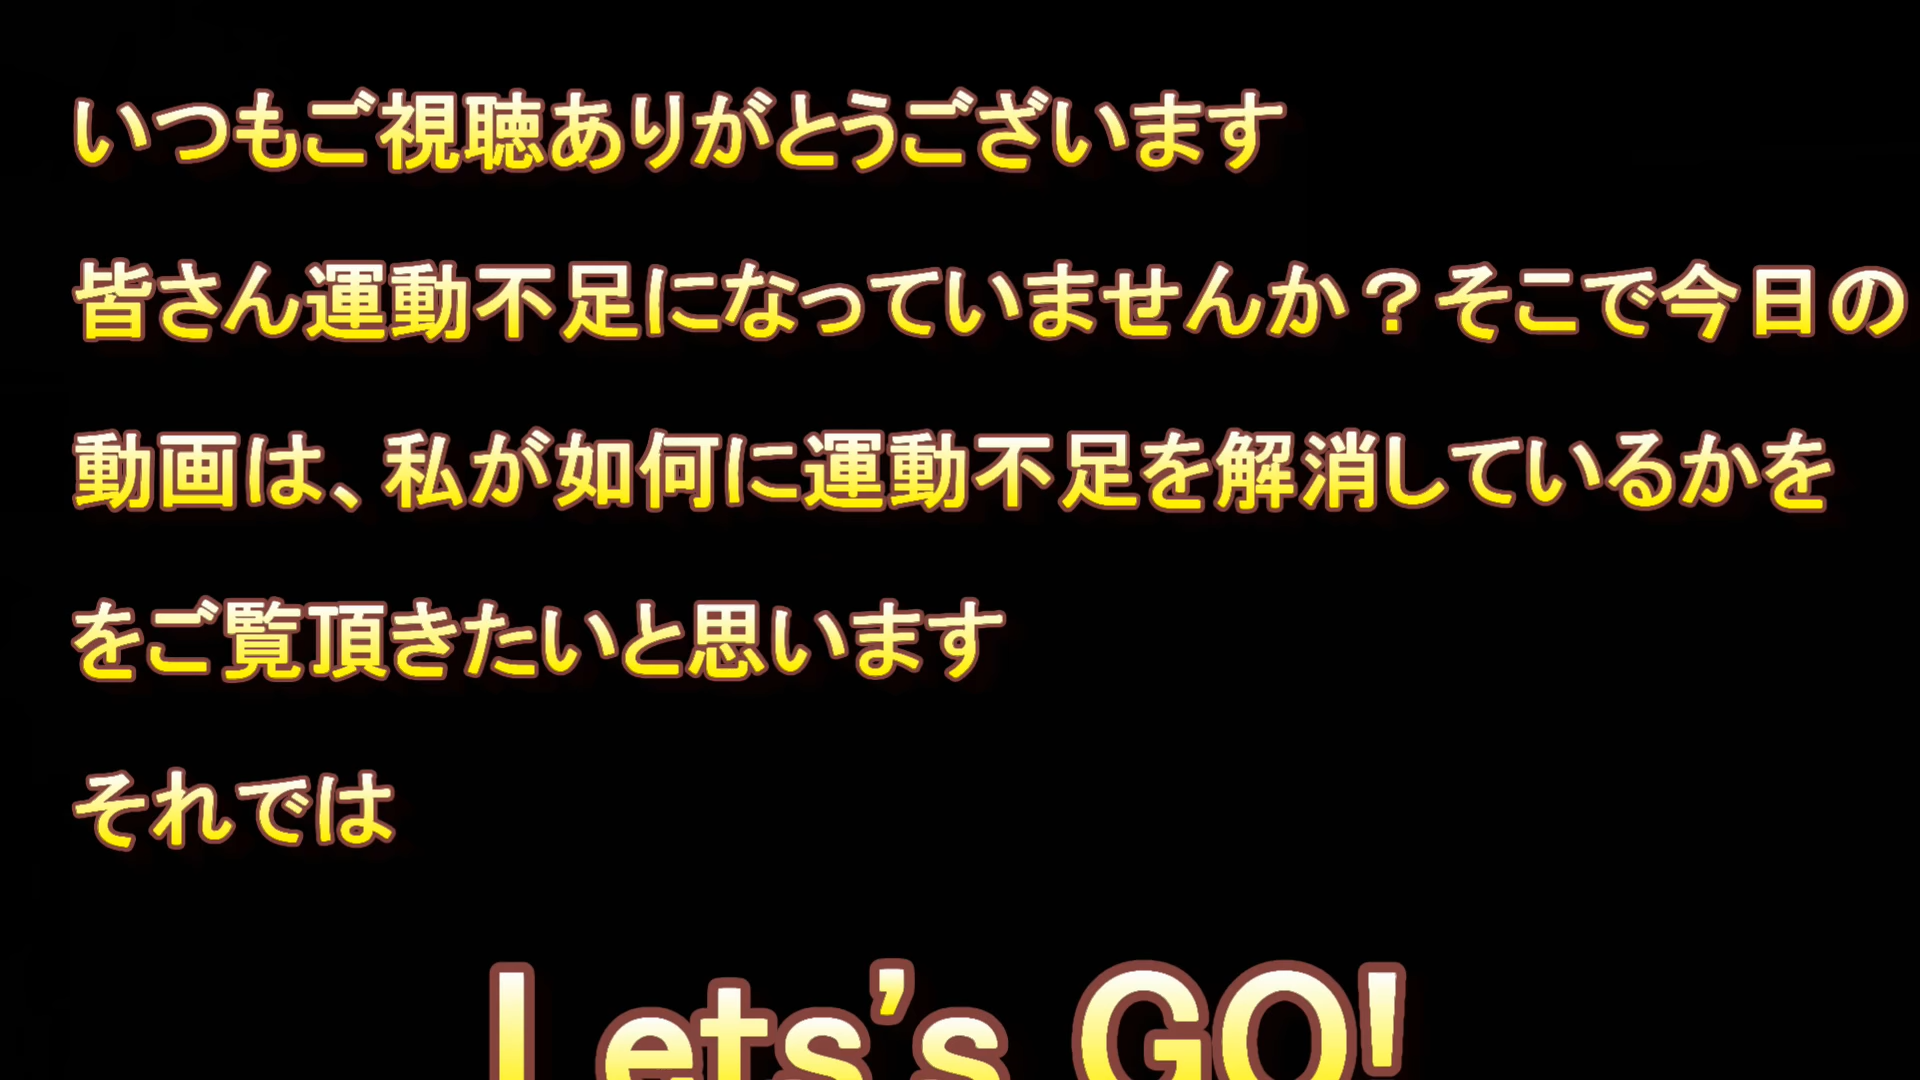 いつもご視聴ありがとうございます
皆さん運動不足になっていませんか？そこで今日の
動画は、私が如何に運動不足を解消しているかを
をご覧頂きたいと思います
それでは
Lets’s GO!